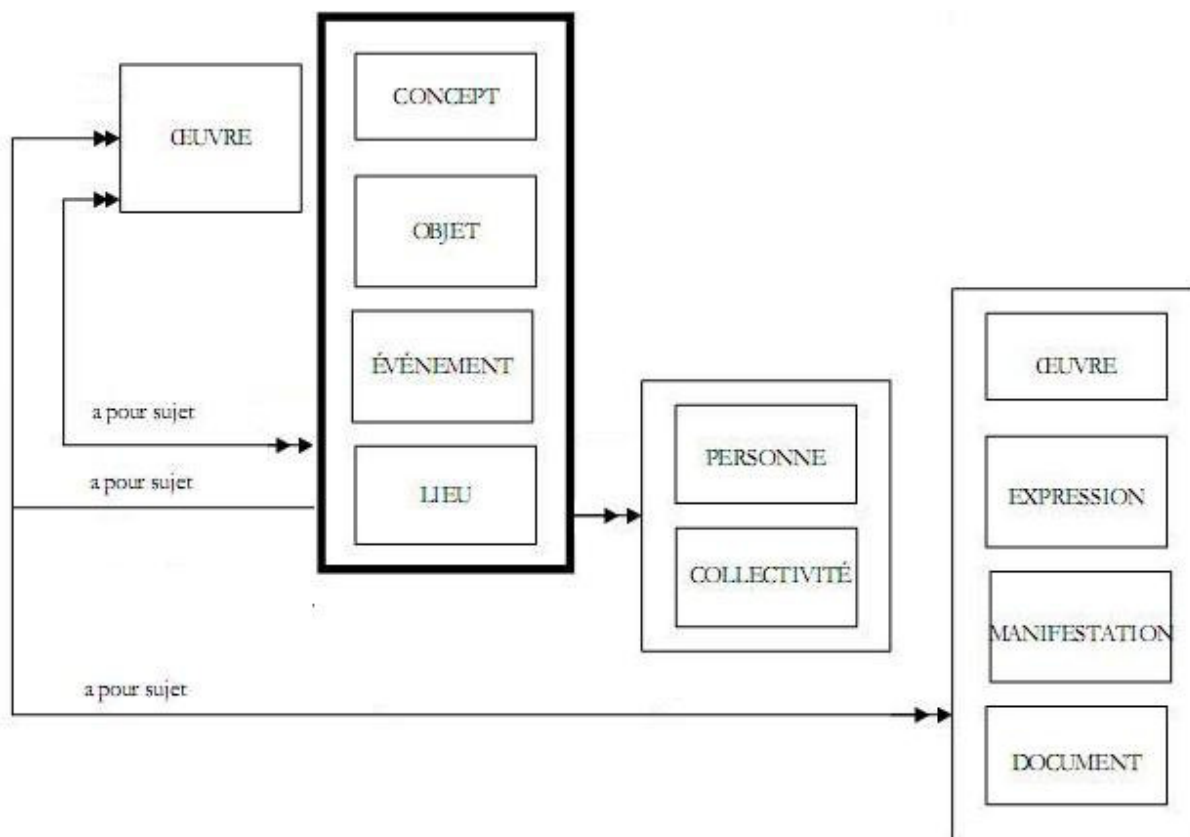 ŒUVRE
CONCEPT
OBJET
ÉVÉNEMENT
LIEU
a pour sujet
a pour sujet
a pour sujet
PERSONNE
COLLECTIVITÉ
ŒUVRE
EXPRESSION
MANIFESTATION
DOCUMENT